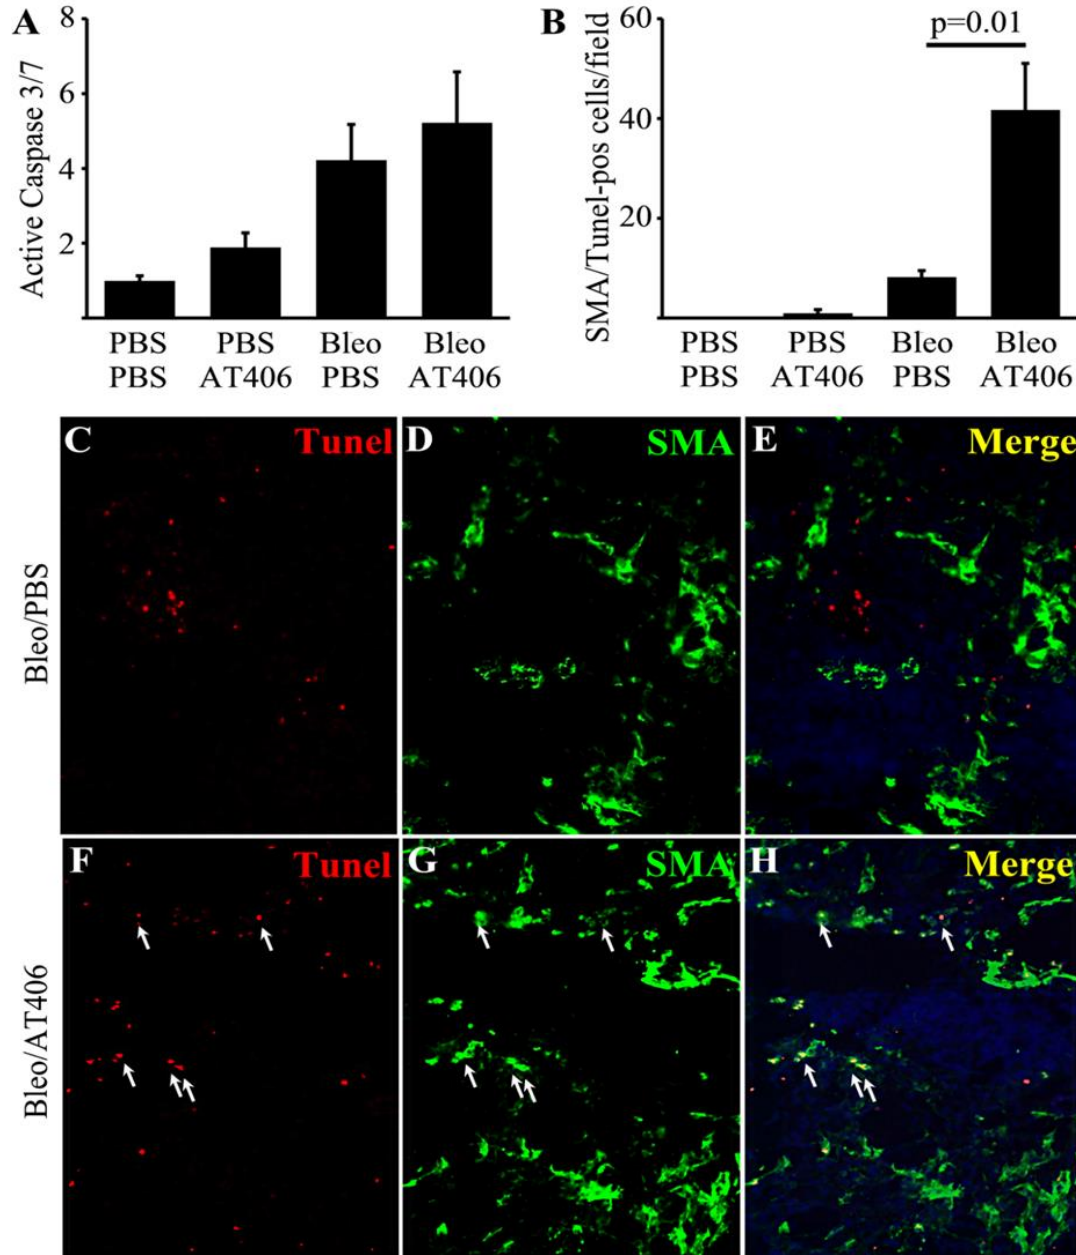 A
Active Caspase 3/7
8
6
4
2
PBS PBS Bleo Bleo
PBS AT406 PBS AT406
B
SMA/Tunel-pos cells/field
60
40
20
p=0.01
PBS PBS Bleo Bleo
PBS AT406 PBS AT406
Bleo/PBS
C Tunel
D SMA
E Merge
Bleo/AT406
F Tunel
G SMA
H Merge